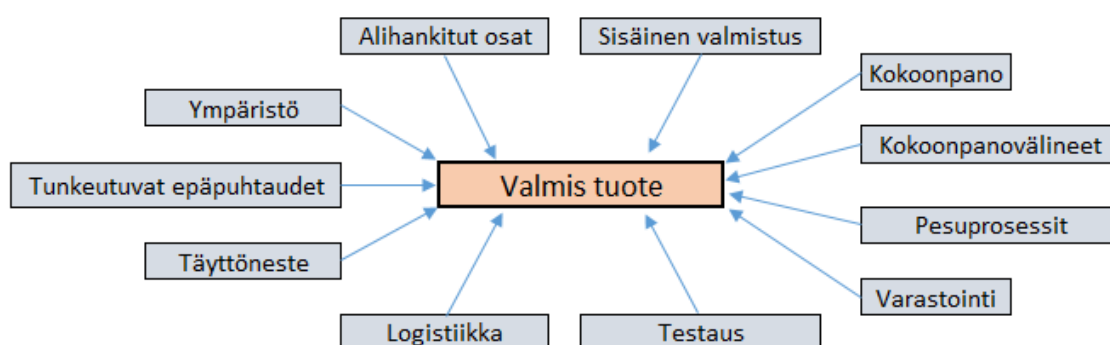 Alihankitut osat
Sisäinen valmistus
Kokoonpano
Ympäristö
Kokoonpanovälineet
Tunkeutuvat epäpuhtaudet
Valmis tuote
Pesuprosessit
Täyttöneste
Varastointi
Logistiikka
Testaus